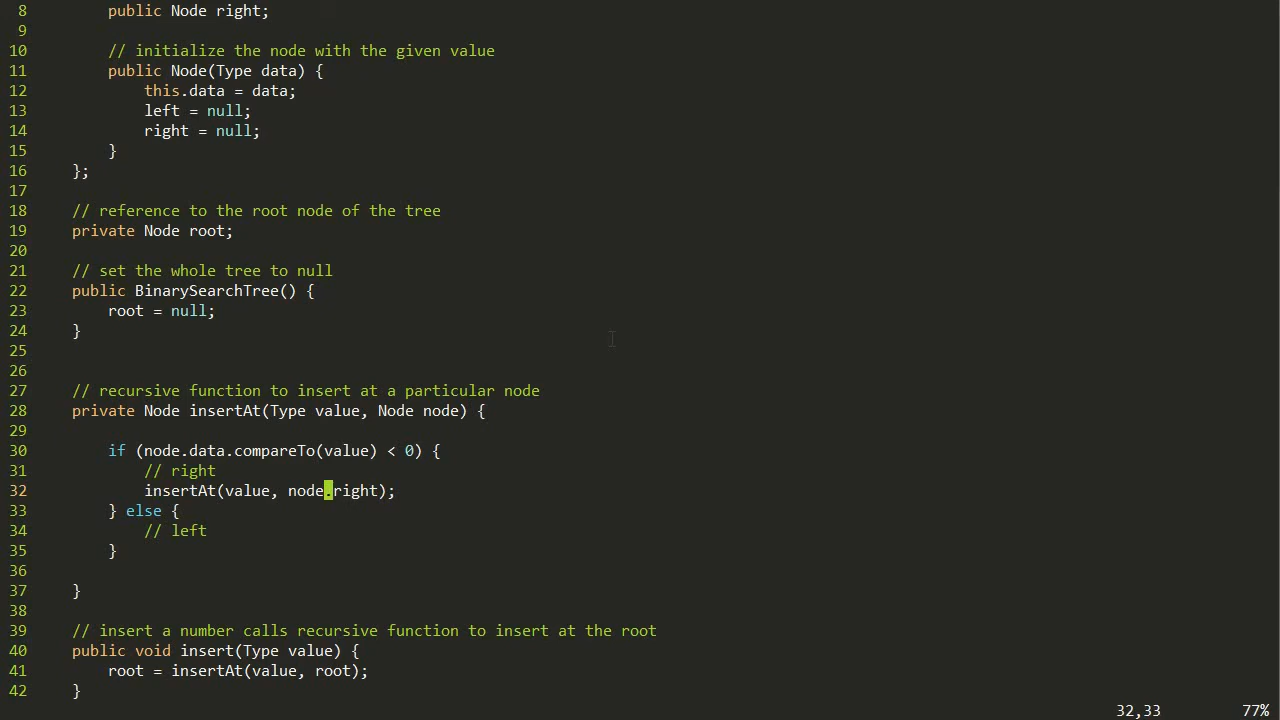 8 public Node right;
9
10 // initialize the node with the given value
11 public Node(Type data) {
12 this.data = data;
13 left = null;
14 right = null;
15 }
16 };
17
18 // reference to the root node of the tree
19 private Node root;
20
21 // set the whole tree to null
22 public BinarySearchTree() {
23 root = null;
24 }
25
26
27 // recursive function to insert at a particular node
28 private Node insertAt(Type value, Node node) {
29
30 if (node.data.compareTo(value) < 0) {
31 // right
32 insertAt(value, node.right);
33 } else {
34 // left
35 }
36
37 }
38
39 // insert a number calls recursive function to insert at the root
40 public void insert(Type value) {
41 root = insertAt(value, root);
42 }
32,33 77%